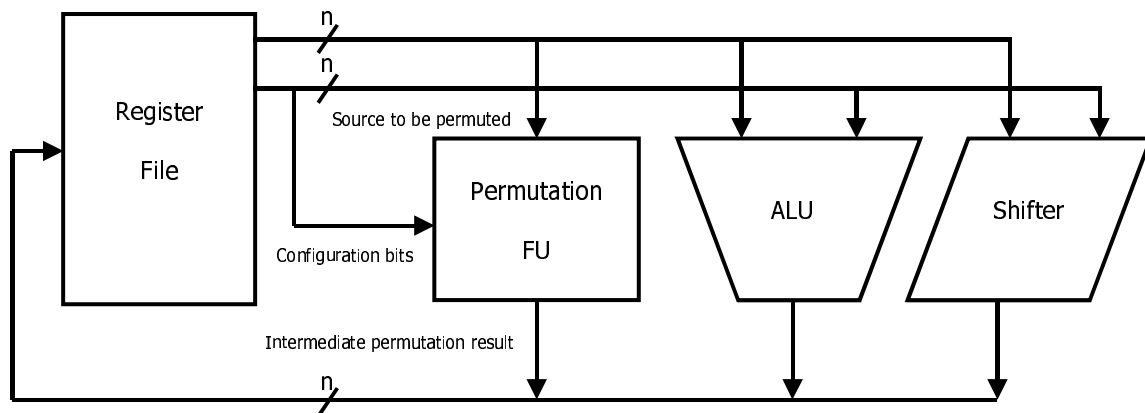 n
n
Register
File
Source to be permuted
Permutation
FU
ALU
Shifter
Configuration bits
Intermediate permutation result
n